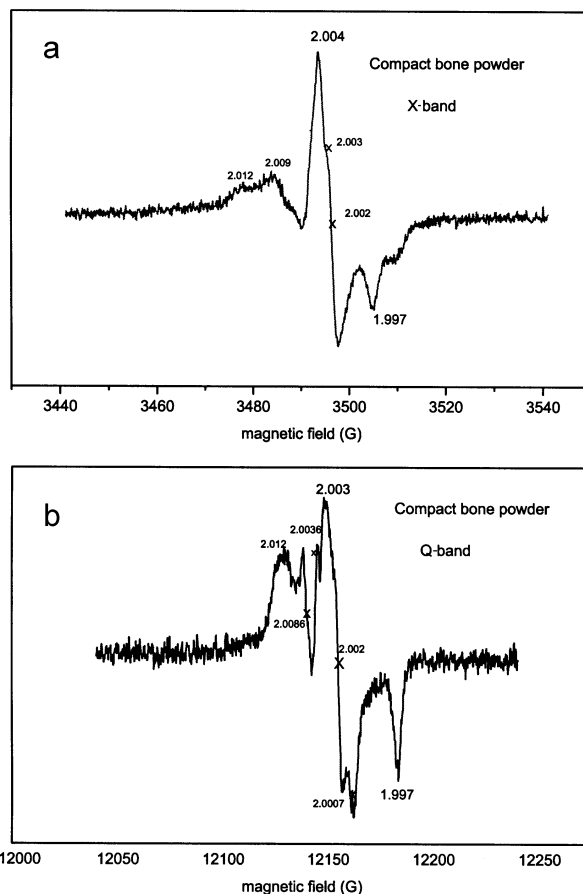 a
2.004
Compact bone powder
X-band
x 2.003
2.012
2.009
x 2.002
1.997
3440 3460 3480 3500 3520 3540
magnetic field (G)
b
2.003
Compact bone powder
2.0036
2.012
x
Q-band
x
2.0086
2.002
x
2.0007
x
1.997
12000 12050 12100 12150 12200 12250
magnetic field (G)